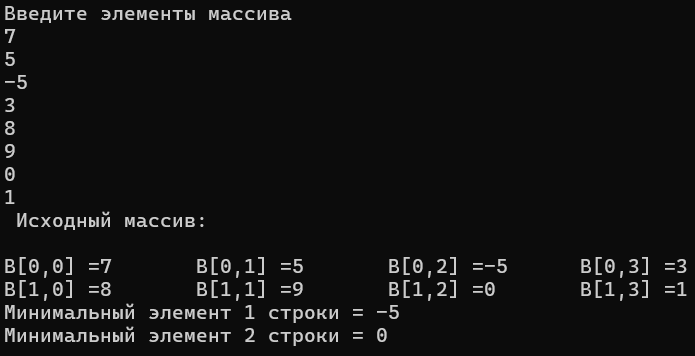 Введите элементы массива
7
5
-5
3
8
9
0
1
Исходный массив:
B[0,0] =7 B[0,1] =5 B[0,2] =-5 B[0,3] =3
B[1,0] =8 B[1,1] =9 B[1,2] =0 B[1,3] =1
Минимальный элемент 1 строки = -5
Минимальный элемент 2 строки = 0